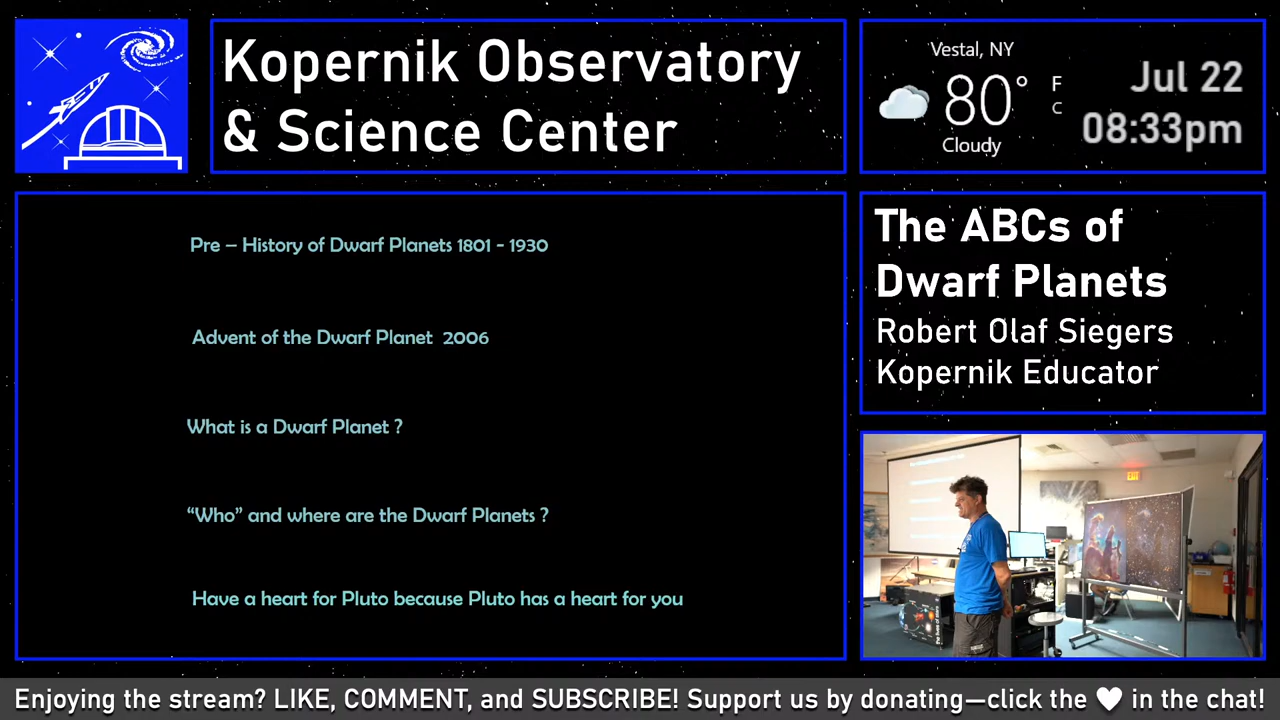 Kopernik Observatory
& Science Center
Vestal, NY
80°
F
C
Cloudy
Jul 22
08:33pm
Pre – History of Dwarf Planets 1801 - 1930
Advent of the Dwarf Planet 2006
What is a Dwarf Planet ?
“Who” and where are the Dwarf Planets ?
Have a heart for Pluto because Pluto has a heart for you
The ABCs of
Dwarf Planets
Robert Olaf Siegers
Kopernik Educator
EXIT
Enjoying the stream? LIKE, COMMENT, and SUBSCRIBE! Support us by donating—click the ♥ in the chat!